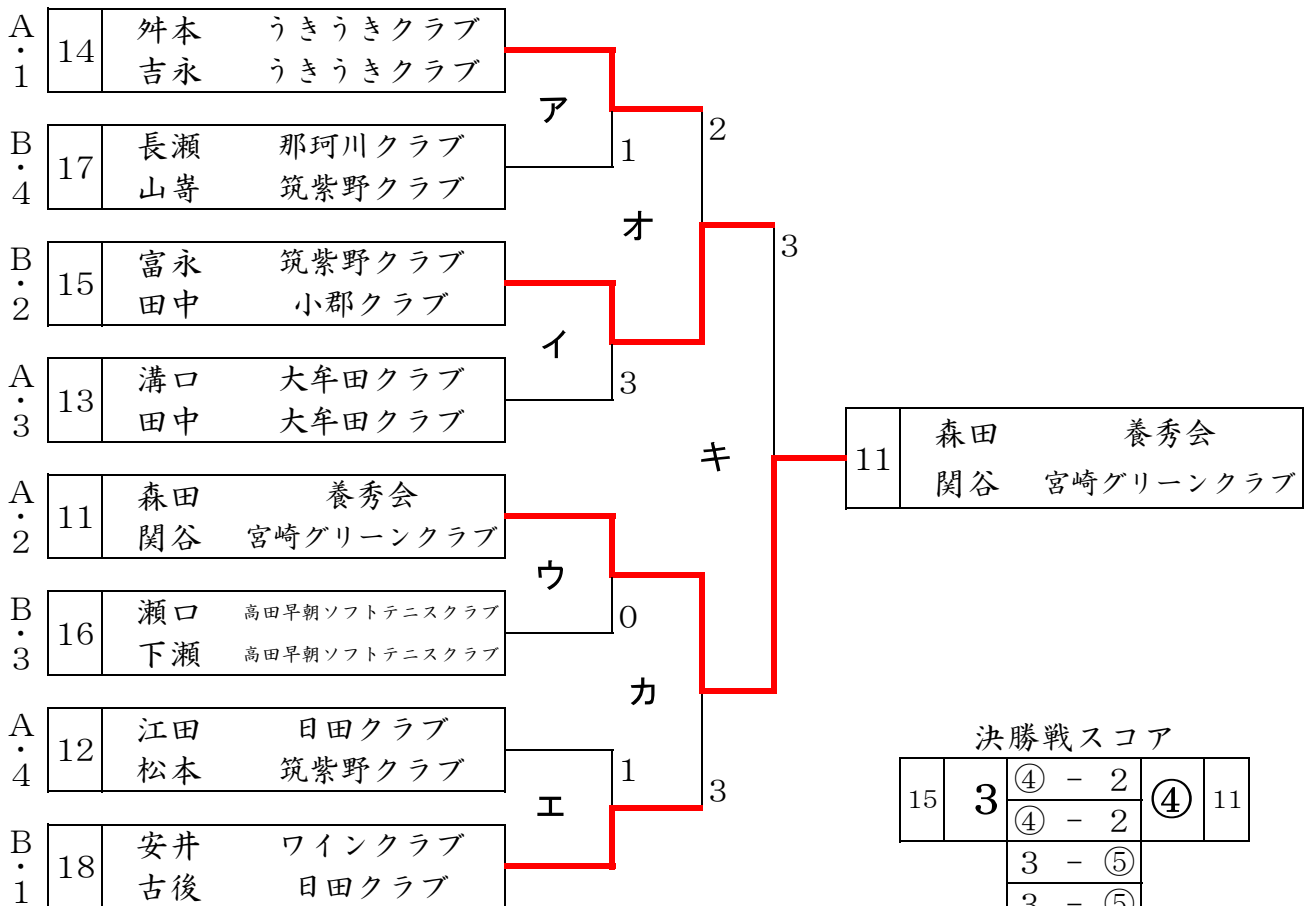 A・1 14 舛本 うきうきクラブ
吉永 うきうきクラブ
ア
2
1
B・4 17 長瀬 那珂川クラブ
山嵜 筑紫野クラブ
オ
3
B・2 15 富永 筑紫野クラブ
田中 小郡クラブ
イ
3
A・3 13 溝口 大牟田クラブ
田中 大牟田クラブ
キ
11 森田 養秀会
関谷 宮崎グリーンクラブ
A・2 11 森田 養秀会
関谷 宮崎グリーンクラブ
ウ
0
B・3 16 瀬口 高田早朝ソフトテニスクラブ
下瀬 高田早朝ソフトテニスクラブ
カ
A・4 12 江田 日田クラブ
松本 筑紫野クラブ
1
3
エ
B・1 18 安井 ワインクラブ
古後 日田クラブ
決勝戦スコア
15 3 ④ - 2 ④ 11
④ - 2
3 - ⑤
3 - ⑤